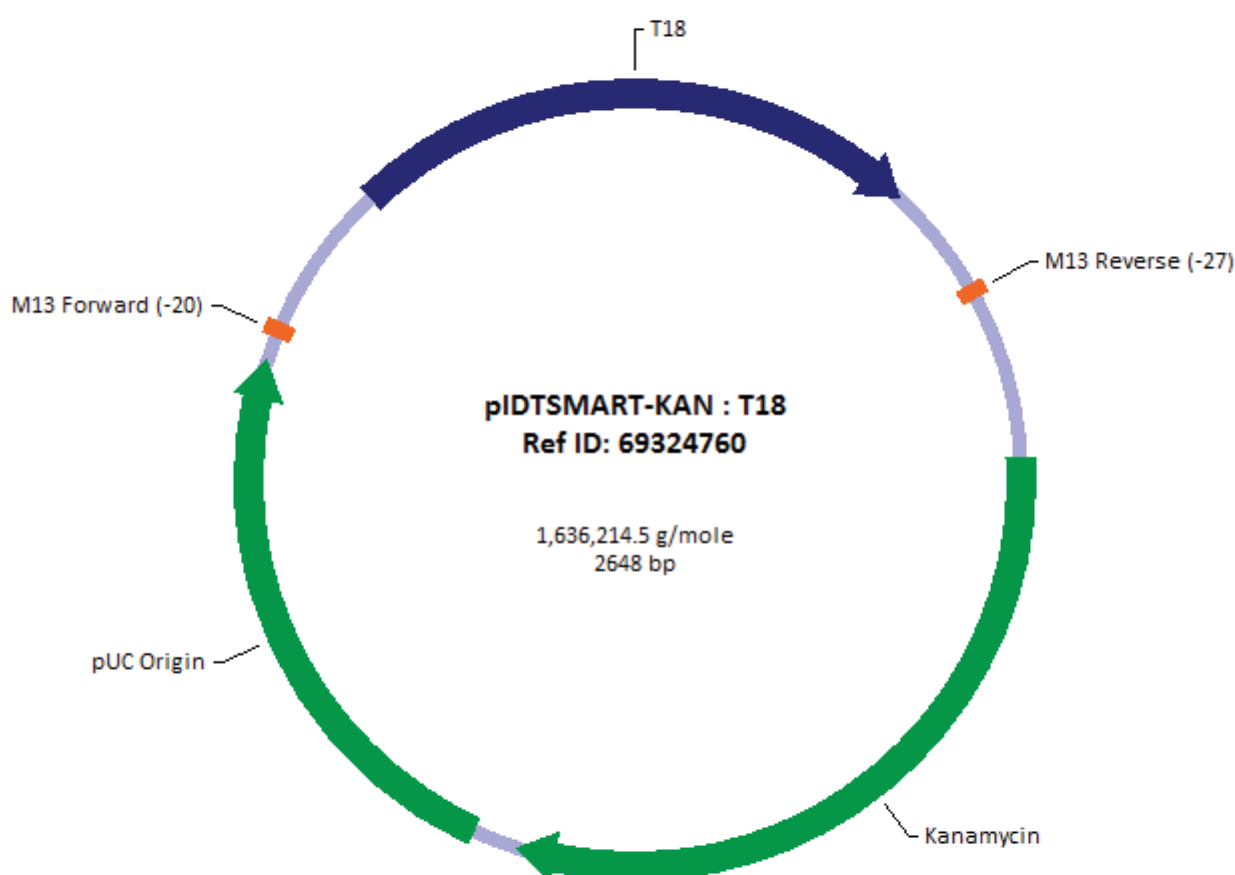 T18
M13 Reverse (-27)
M13 Forward (-20)
pIDTSMART-KAN : T18
Ref ID: 69324760
1,636,214.5 g/mole
2648 bp
pUC Origin
Kanamycin